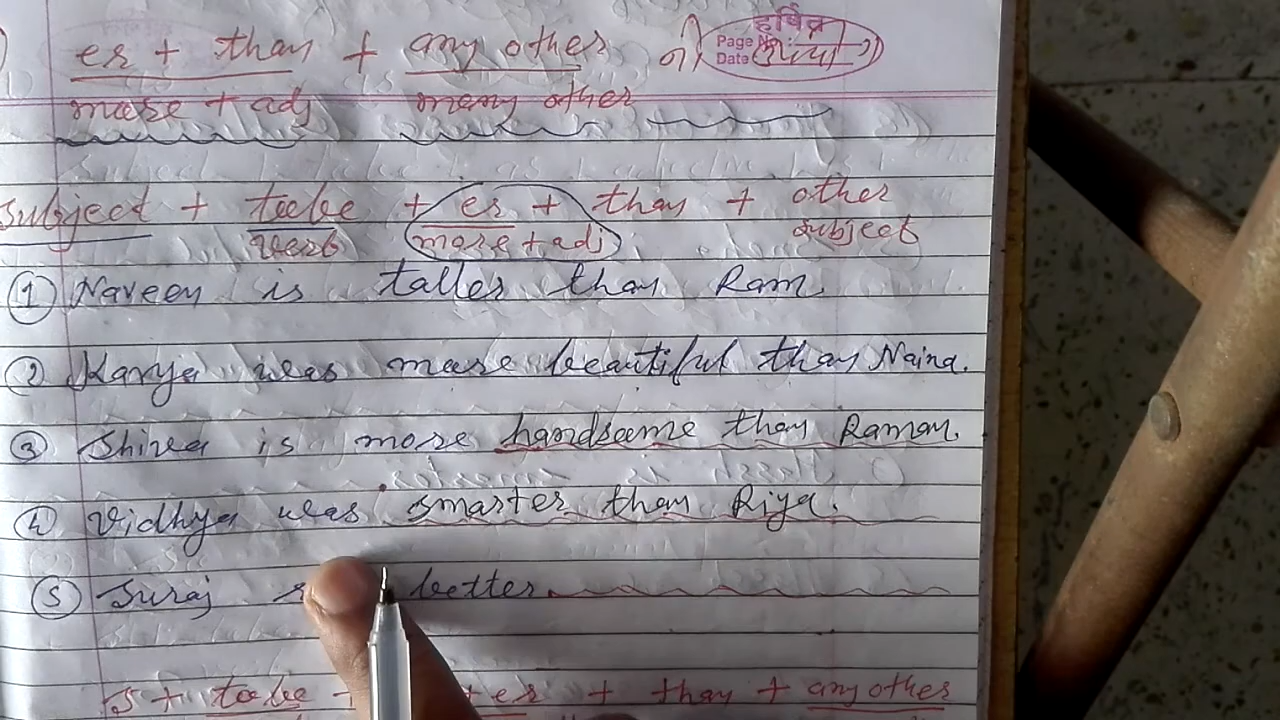 er + than + any other
more + adj many other
हर्षित
Page No
Date
Subject + tobe + er + than + other
verb more + adj subject
① Naveen is taller than Ram.
② Kavya was more beautiful than Naina.
③ Shiva is more handsome than Raman.
④ Vidhya was smarter than Riya.
⑤ Suraj better
S + tobe + er + than + any other